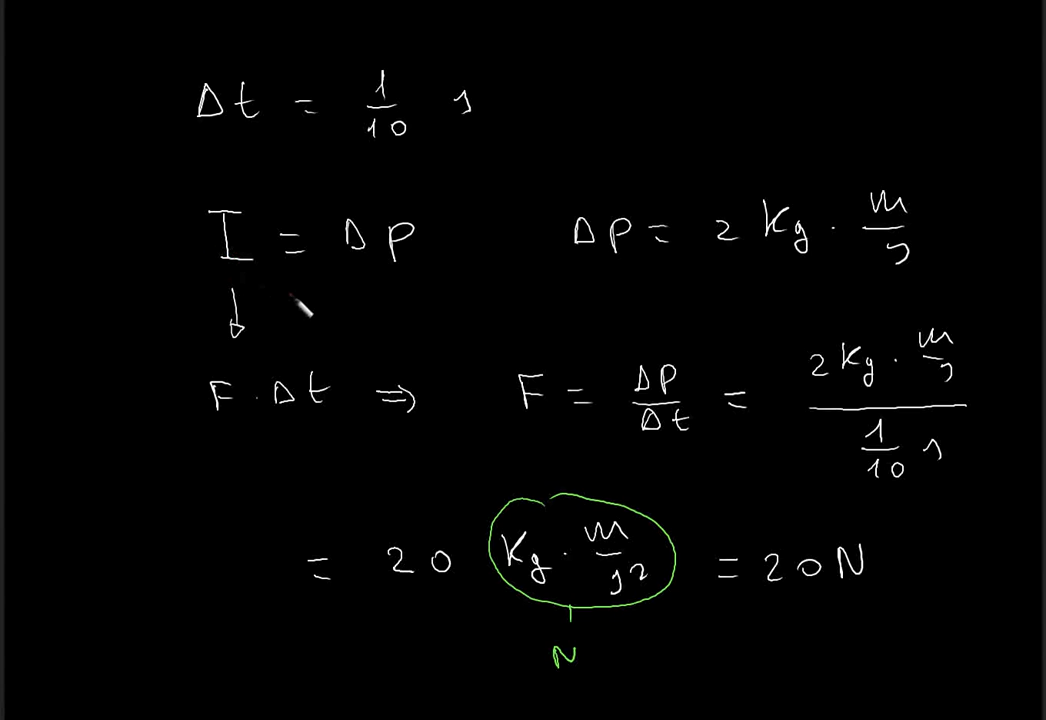 Δt = 1/10 s
I = Δp Δp = 2 Kg · m/s
↓
F · Δt ⇒ F = Δp/Δt = (2 Kg · m/s)/(1/10 s)
= 20 Kg · m/s² = 20 N
N